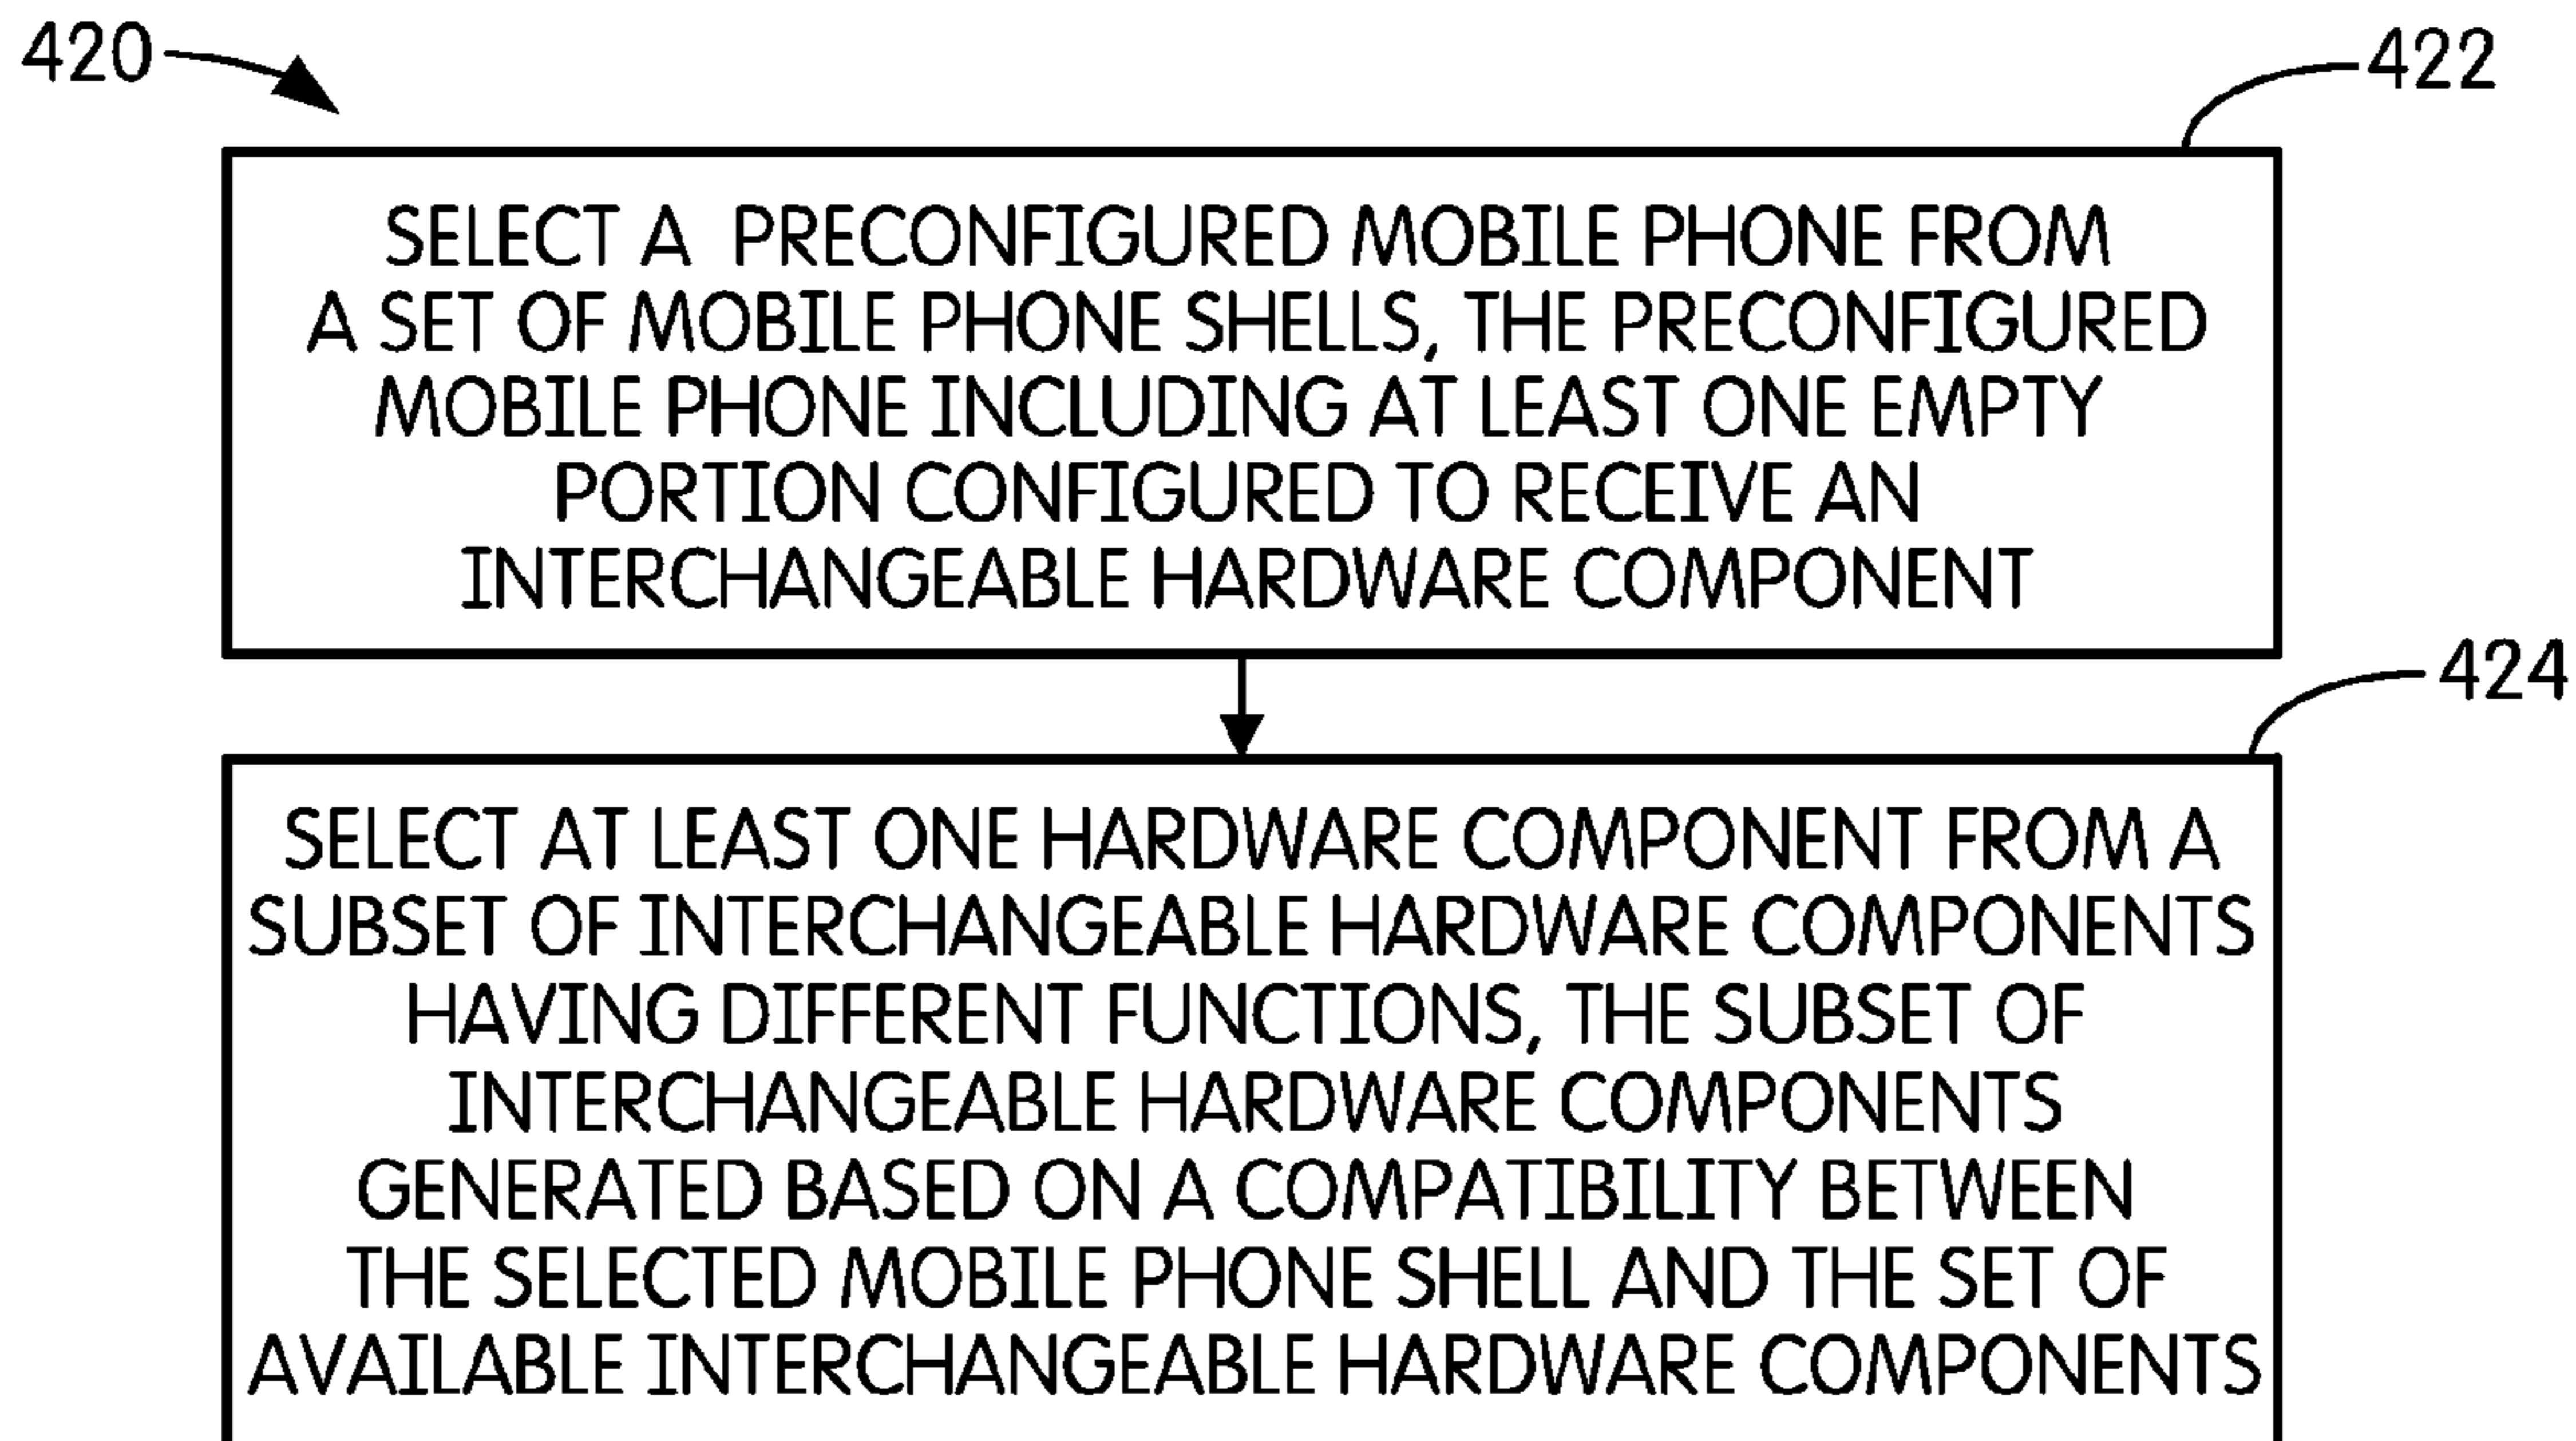 420
422
SELECT A PRECONFIGURED MOBILE PHONE FROM
A SET OF MOBILE PHONE SHELLS, THE PRECONFIGURED
MOBILE PHONE INCLUDING AT LEAST ONE EMPTY
PORTION CONFIGURED TO RECEIVE AN
INTERCHANGEABLE HARDWARE COMPONENT
424
SELECT AT LEAST ONE HARDWARE COMPONENT FROM A
SUBSET OF INTERCHANGEABLE HARDWARE COMPONENTS
HAVING DIFFERENT FUNCTIONS, THE SUBSET OF
INTERCHANGEABLE HARDWARE COMPONENTS
GENERATED BASED ON A COMPATIBILITY BETWEEN
THE SELECTED MOBILE PHONE SHELL AND THE SET OF
AVAILABLE INTERCHANGEABLE HARDWARE COMPONENTS